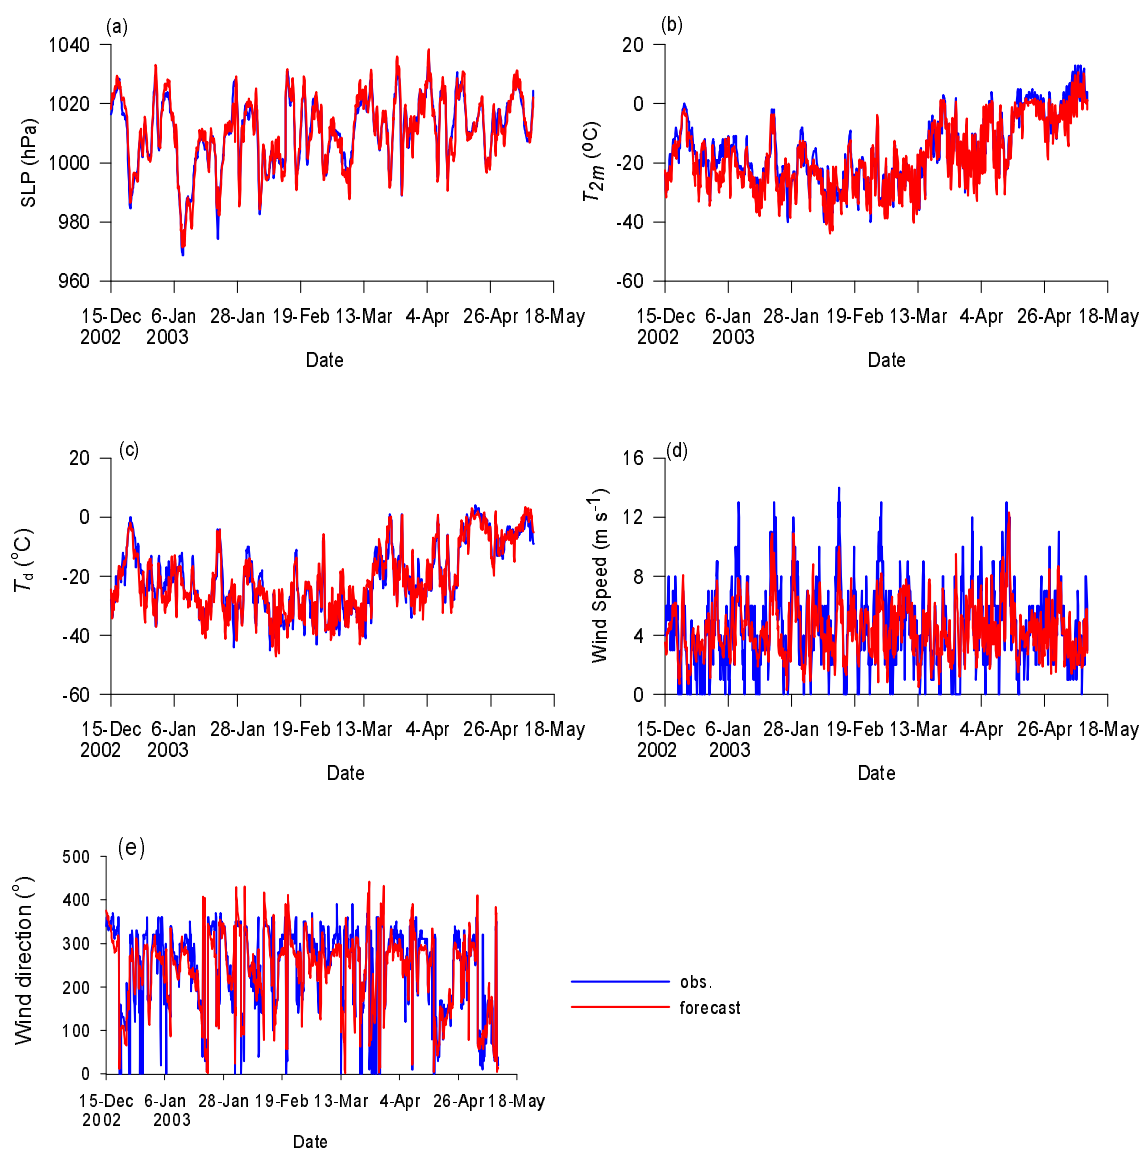 (a)
1040
1020
1000
980
960
SLP (hPa)
15-Dec 6-Jan 28-Jan 19-Feb 13-Mar 4-Apr 26-Apr 18-May
2002 2003
Date
(b)
20
0
-20
-40
-60
T2m (°C)
15-Dec 6-Jan 28-Jan 19-Feb 13-Mar 4-Apr 26-Apr 18-May
2002 2003
Date
(c)
20
0
-20
-40
-60
Td (°C)
15-Dec 6-Jan 28-Jan 19-Feb 13-Mar 4-Apr 26-Apr 18-May
2002 2003
Date
(d)
16
12
8
4
0
Wind Speed (m s⁻¹)
15-Dec 6-Jan 28-Jan 19-Feb 13-Mar 4-Apr 26-Apr 18-May
2002 2003
Date
(e)
500
400
300
200
100
0
Wind direction (°)
15-Dec 6-Jan 28-Jan 19-Feb 13-Mar 4-Apr 26-Apr 18-May
2002 2003
Date
obs.
forecast